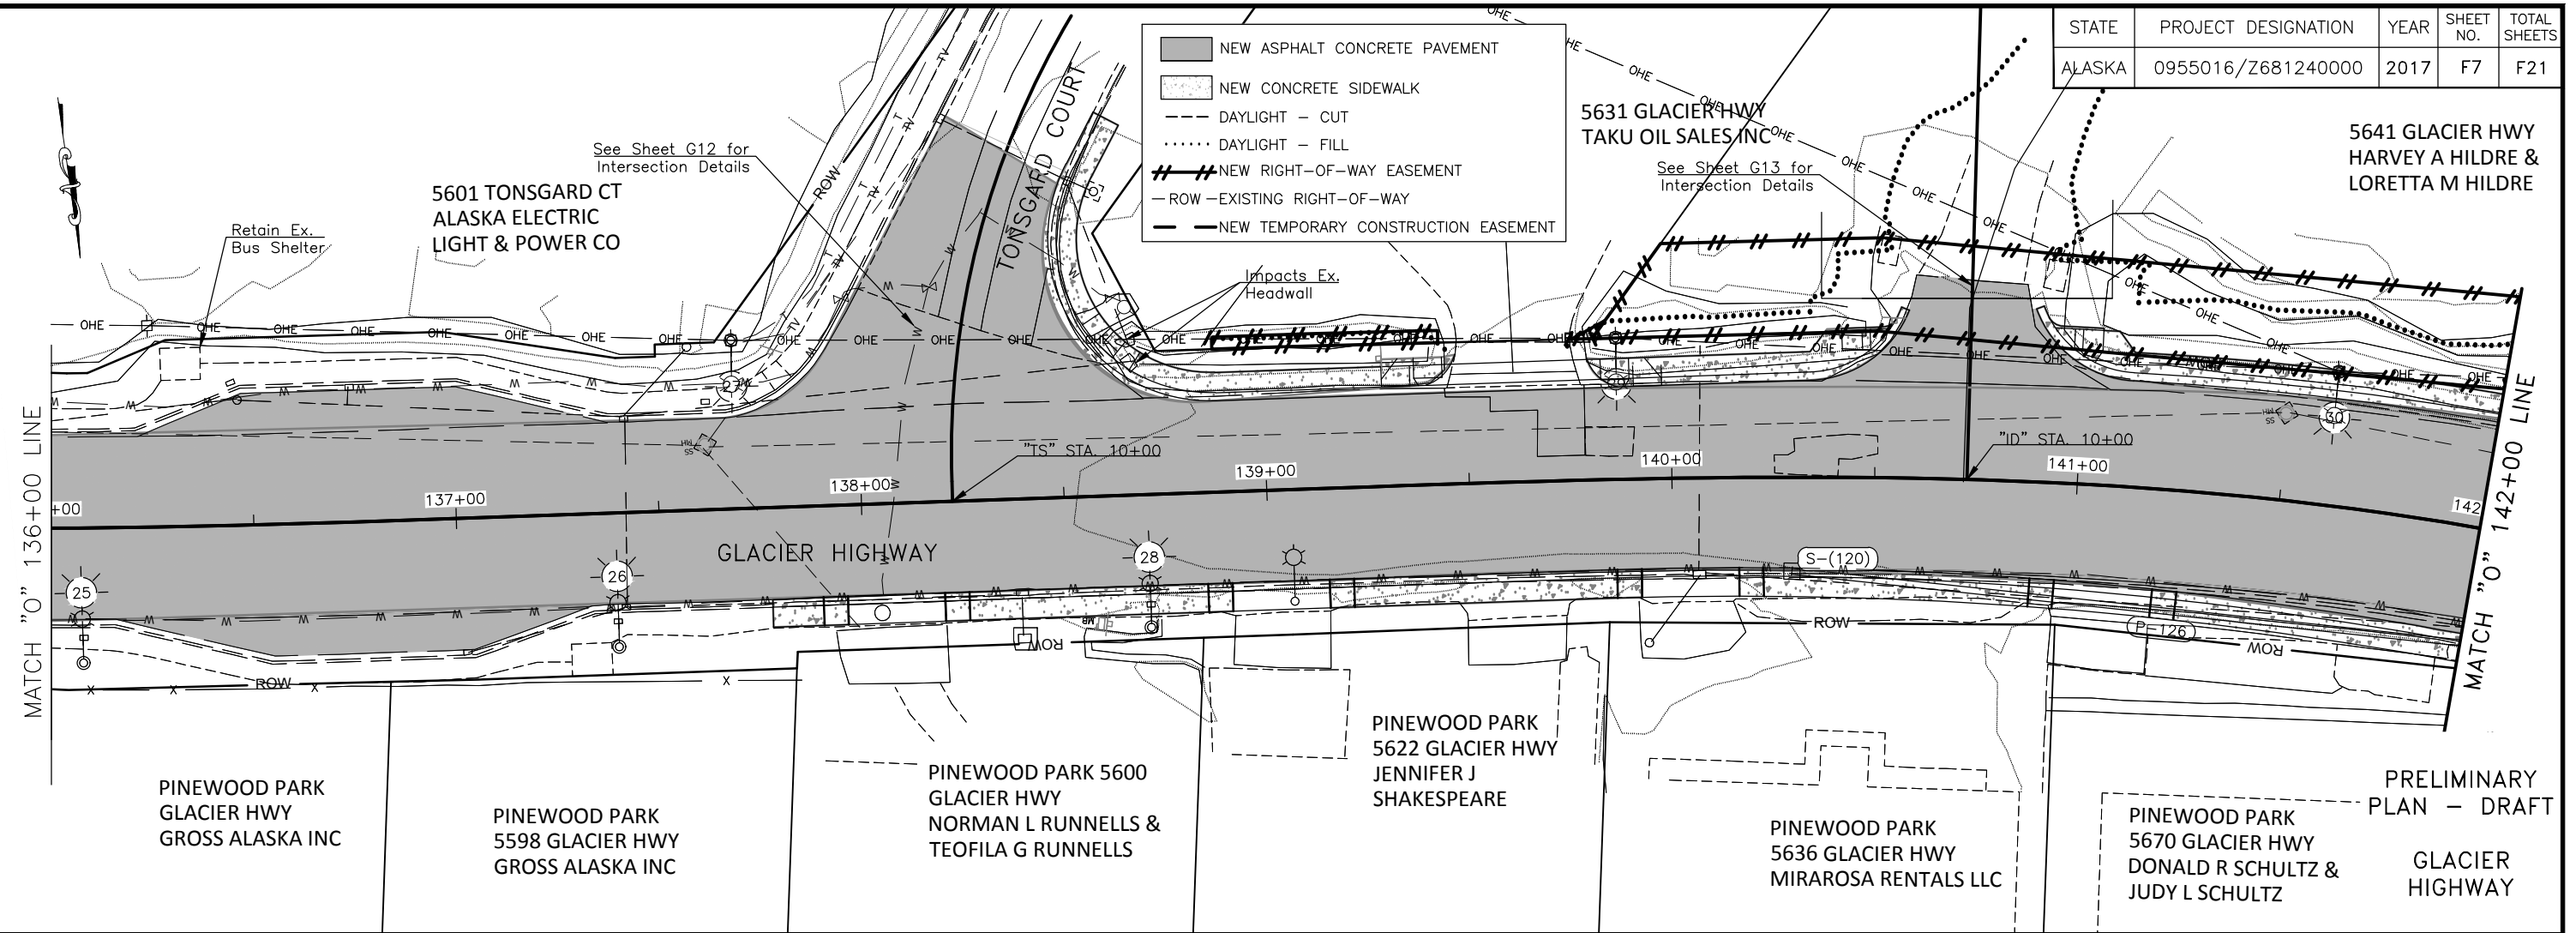 STATE PROJECT DESIGNATION YEAR SHEET NO. TOTAL SHEETS
ALASKA 0955016/Z681240000 2017 F7 F21
NEW ASPHALT CONCRETE PAVEMENT
NEW CONCRETE SIDEWALK
DAYLIGHT - CUT
DAYLIGHT - FILL
NEW RIGHT-OF-WAY EASEMENT
ROW EXISTING RIGHT-OF-WAY
NEW TEMPORARY CONSTRUCTION EASEMENT
See Sheet G12 for
Intersection Details
5601 TONSGARD CT
ALASKA ELECTRIC
LIGHT & POWER CO
Retain Ex.
Bus Shelter
TONSGARD COURT
ROW
Impacts Ex.
Headwall
5631 GLACIER HWY
TAKU OIL SALES INC
See Sheet G13 for
Intersection Details
5641 GLACIER HWY
HARVEY A HILDRE &
LORETTA M HILDRE
OHE
MATCH "O" 136+00 LINE
+00
137+00
138+00
"TS" STA. 10+00
139+00
140+00
"ID" STA. 10+00
141+00
142
MATCH "O" 142+00 LINE
27
30
GLACIER HIGHWAY
25
26
28
S-(120)
P-126
ROW
ROW
ROW
ROW
PINEWOOD PARK
GLACIER HWY
GROSS ALASKA INC
PINEWOOD PARK
5598 GLACIER HWY
GROSS ALASKA INC
PINEWOOD PARK 5600
GLACIER HWY
NORMAN L RUNNELLS &
TEOFILA G RUNNELLS
PINEWOOD PARK
5622 GLACIER HWY
JENNIFER J
SHAKESPEARE
PINEWOOD PARK
5636 GLACIER HWY
MIRAROSA RENTALS LLC
PINEWOOD PARK
5670 GLACIER HWY
DONALD R SCHULTZ &
JUDY L SCHULTZ
PRELIMINARY
PLAN - DRAFT
GLACIER
HIGHWAY